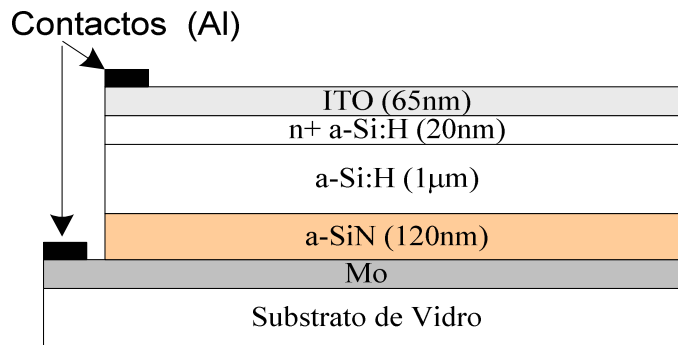 Contactos (Al)
ITO (65nm)
n+ a-Si:H (20nm)
a-Si:H (1μm)
a-SiN (120nm)
Mo
Substrato de Vidro